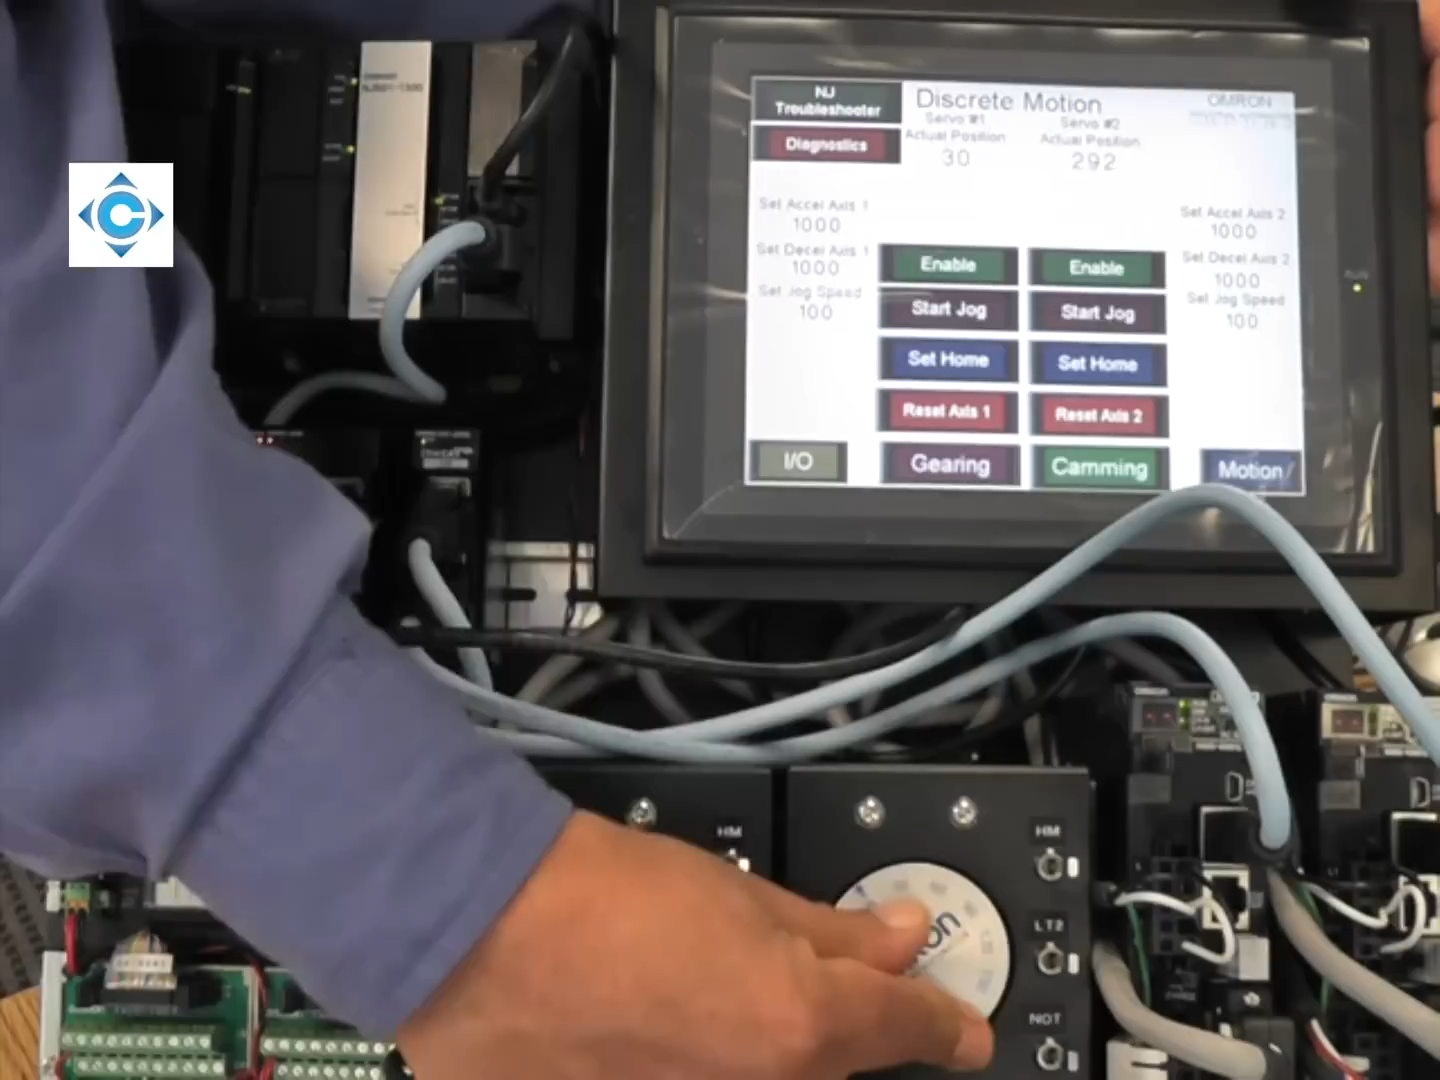 NJ
Troubleshooter
Discrete Motion
OMRON
Diagnostics
Servo #1
Actual Position
30
Servo #2
Actual Position
292
Set Accel Axis 1
1000
Set Accel Axis 2
1000
Set Decel Axis 1
1000
Enable
Enable
Set Decel Axis 2
1000
Set Jog Speed
100
Start Jog
Start Jog
Set Jog Speed
100
Set Home
Set Home
Reset Axis 1
Reset Axis 2
I/O
Gearing
Camming
Motion
HM
HM
LT2
NOT